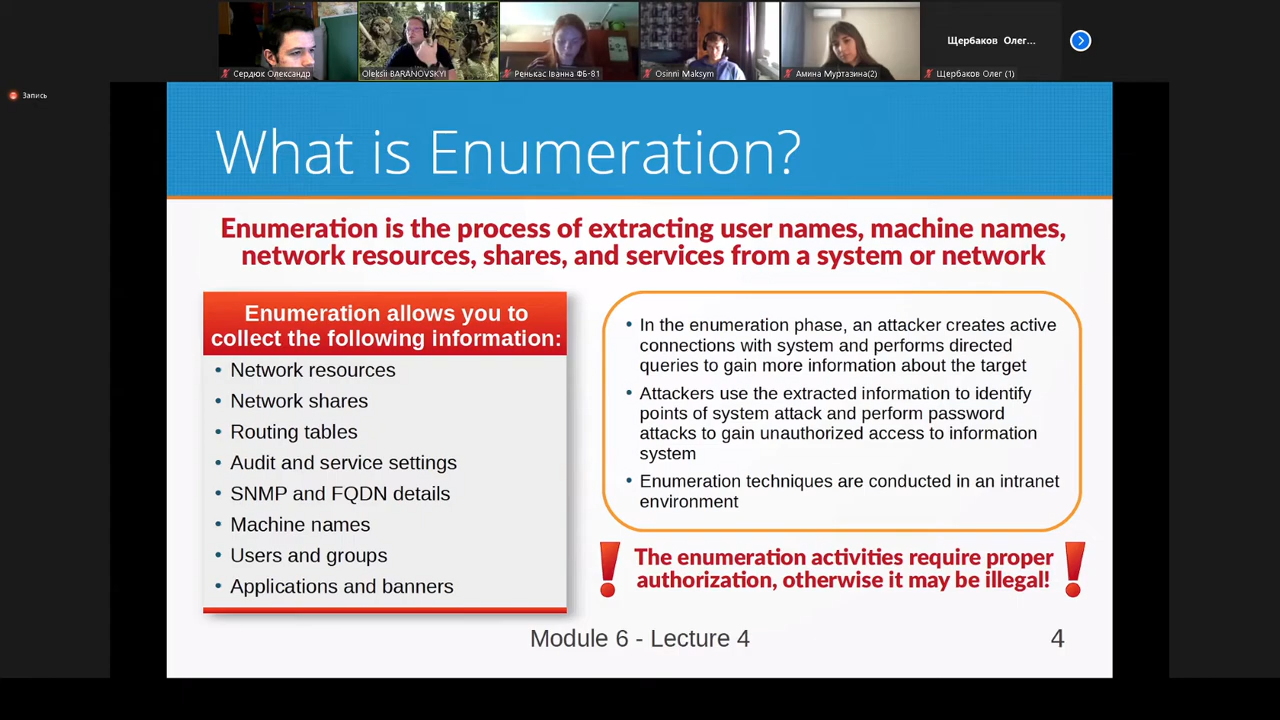 Щербаков Олег...
Сердюк Олександр
Oleksii BARANOVSKYI
Ренькас Іванна ФБ-81
Osinni Maksym
Амина Муртазина(2)
Щербаков Олег (1)
Запись
What is Enumeration?
Enumeration is the process of extracting user names, machine names,
network resources, shares, and services from a system or network
Enumeration allows you to
collect the following information:
• Network resources
• Network shares
• Routing tables
• Audit and service settings
• SNMP and FQDN details
• Machine names
• Users and groups
• Applications and banners
• In the enumeration phase, an attacker creates active
connections with system and performs directed
queries to gain more information about the target
• Attackers use the extracted information to identify
points of system attack and perform password
attacks to gain unauthorized access to information
system
• Enumeration techniques are conducted in an intranet
environment
! The enumeration activities require proper !
authorization, otherwise it may be illegal!
Module 6 - Lecture 4
4